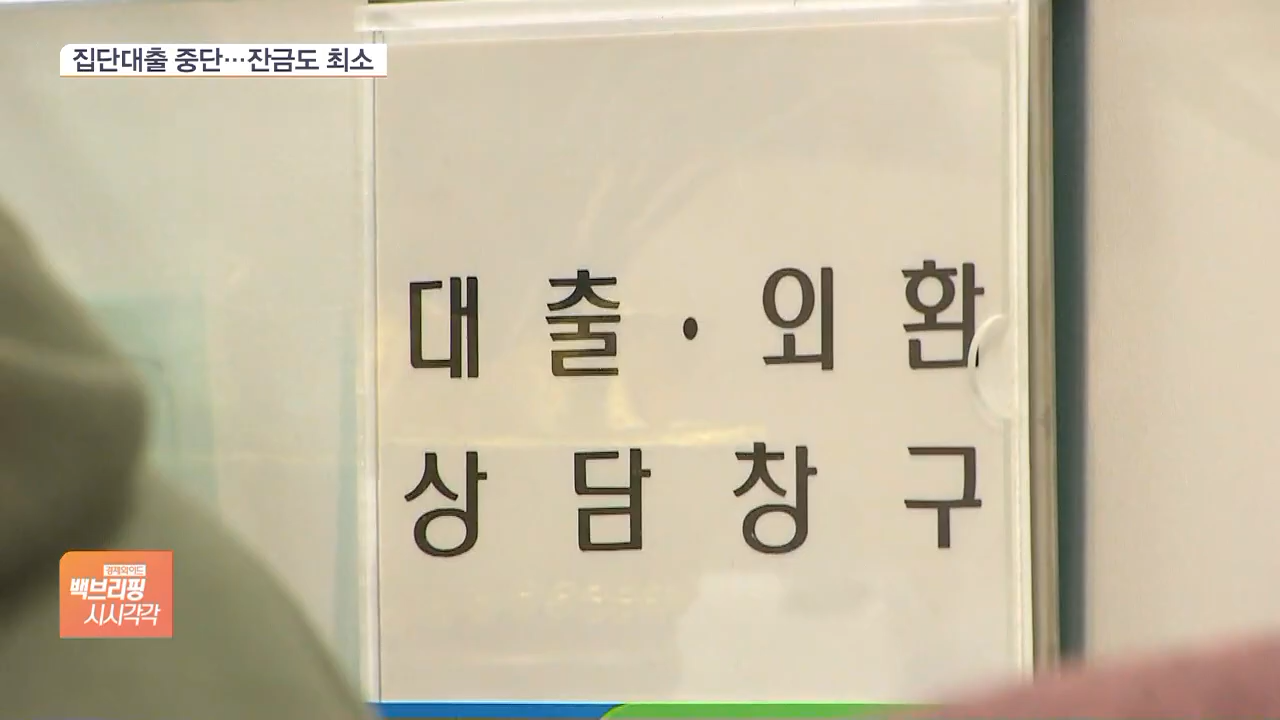 집단대출 중단…잔금도 최소
대출·외환
상담창구
경제와이드
백브리핑
시시각각